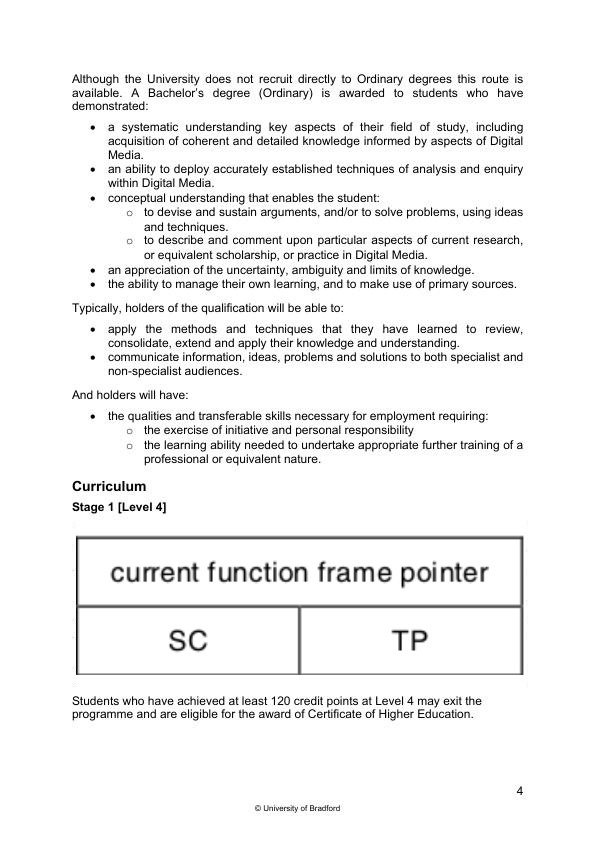 Although the University does not recruit directly to Ordinary degrees this route is
available. A Bachelor's degree (Ordinary) is awarded to students who have
demonstrated:
• a systematic understanding key aspects of their field of study, including
acquisition of coherent and detailed knowledge informed by aspects of Digital
Media.
• an ability to deploy accurately established techniques of analysis and enquiry
within Digital Media.
• conceptual understanding that enables the student:
o to devise and sustain arguments, and/or to solve problems, using ideas
and techniques.
o to describe and comment upon particular aspects of current research,
or equivalent scholarship, or practice in Digital Media.
• an appreciation of the uncertainty, ambiguity and limits of knowledge.
• the ability to manage their own learning, and to make use of primary sources.
Typically, holders of the qualification will be able to:
• apply the methods and techniques that they have learned to review,
consolidate, extend and apply their knowledge and understanding.
• communicate information, ideas, problems and solutions to both specialist and
non-specialist audiences.
And holders will have:
• the qualities and transferable skills necessary for employment requiring:
o the exercise of initiative and personal responsibility
o the learning ability needed to undertake appropriate further training of a
professional or equivalent nature.
Curriculum
Stage 1 [Level 4]
current function frame pointer
SC TP
Students who have achieved at least 120 credit points at Level 4 may exit the
programme and are eligible for the award of Certificate of Higher Education.
4
© University of Bradford